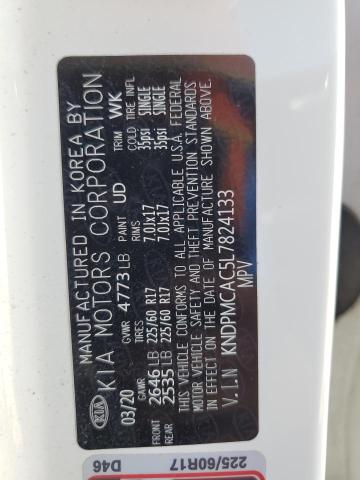 KIA
MANUFACTURED IN KOREA BY
KIA MOTORS CORPORATION
03/20 GVWR 4773 LB PAINT UD TRIM WK
GAWR TIRES RIMS COLD TIRE INFL
FRONT 2646 LB 225/60 R17 7.0Jx17 35psi SINGLE
REAR 2535 LB 225/60 R17 7.0Jx17 35psi SINGLE
THIS VEHICLE CONFORMS TO ALL APPLICABLE U.S.A. FEDERAL
MOTOR VEHICLE SAFETY AND THEFT PREVENTION STANDARDS
IN EFFECT ON THE DATE OF MANUFACTURE SHOWN ABOVE.
V.I.N KNDPMCAC5L7824133
MPV
D46 225/60R17